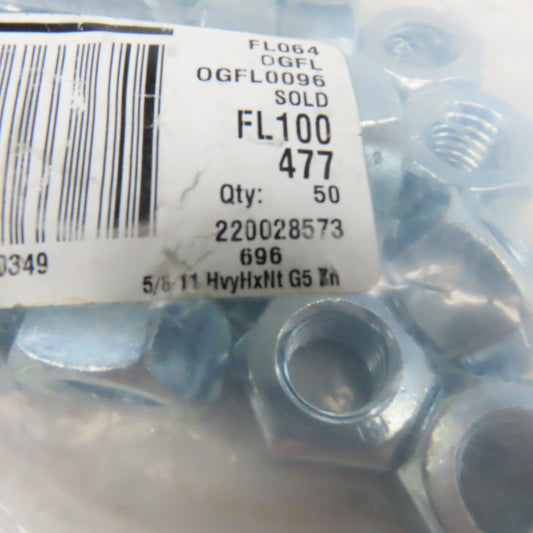 FL064
OGFL
OGFL0096
SOLD
FL100
477
Qty: 50
220028573
0349
696
5/8-11 HvyHxNt G5 Zn